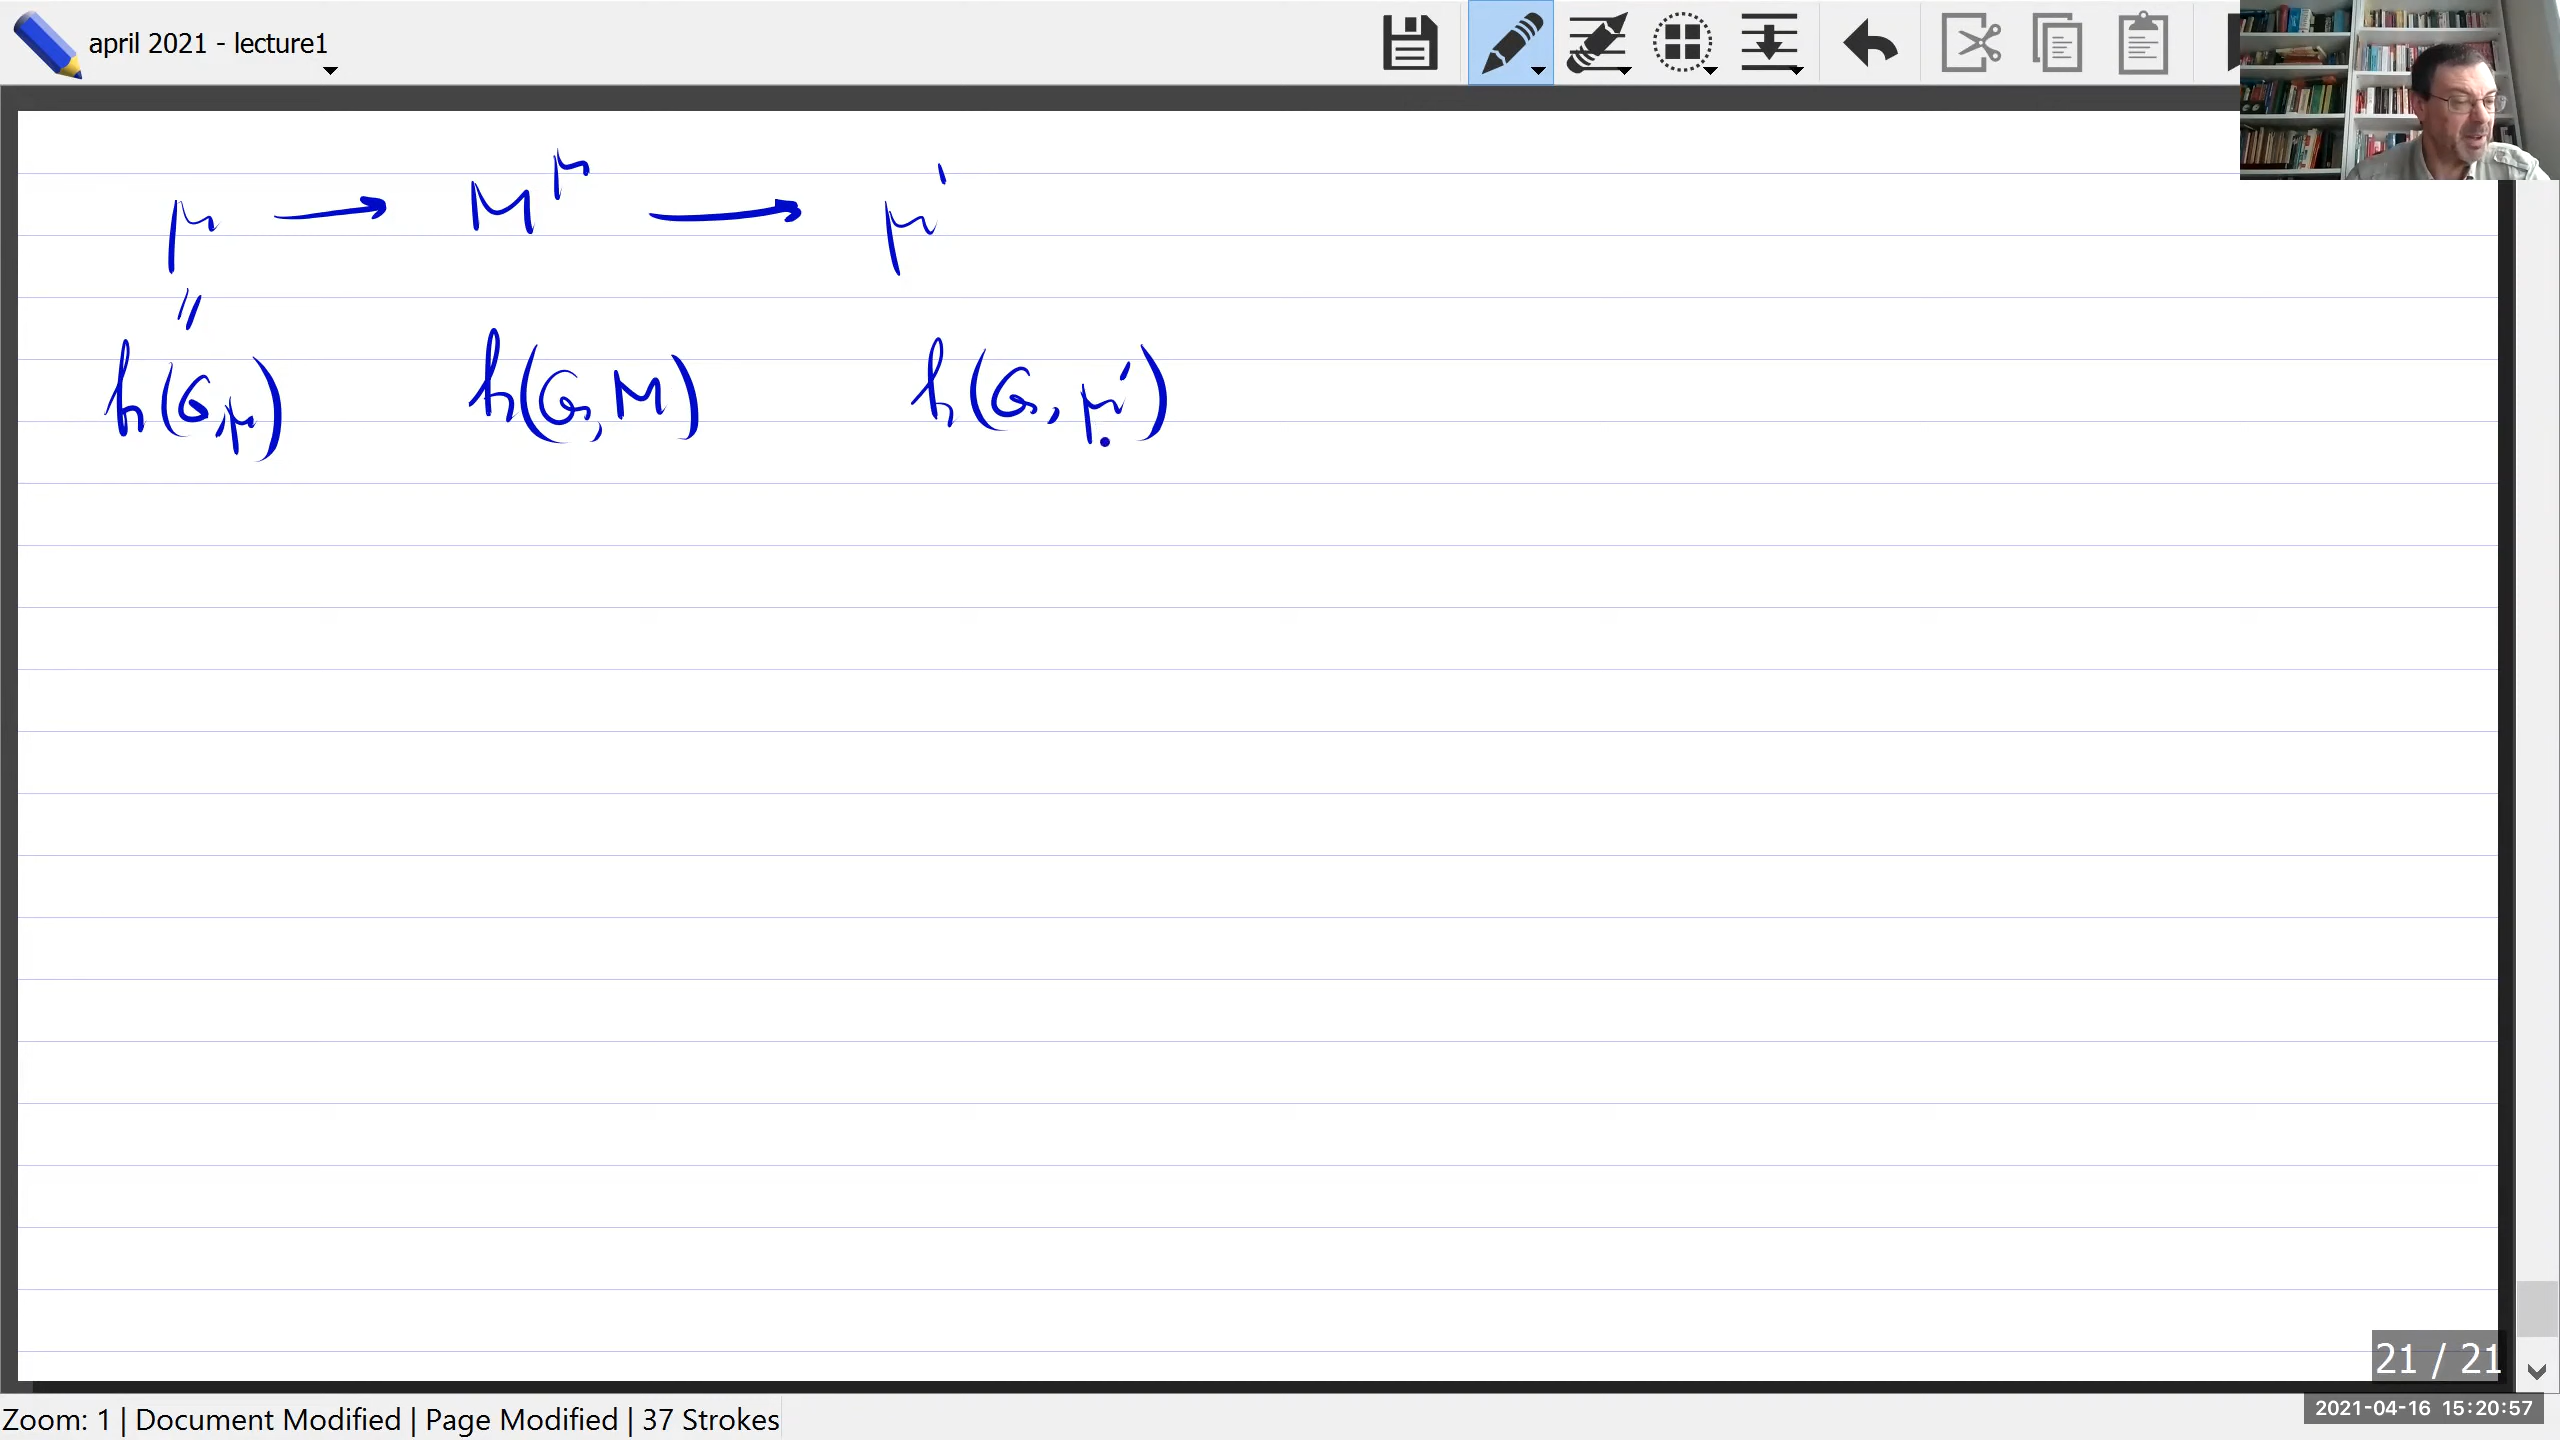 april 2021 - lecture1
μ → M^μ → μ'
=
h(G,μ) h(G,M) h(G,μ')
21 / 21
2021-04-16 15:20:57
Zoom: 1 | Document Modified | Page Modified | 37 Strokes